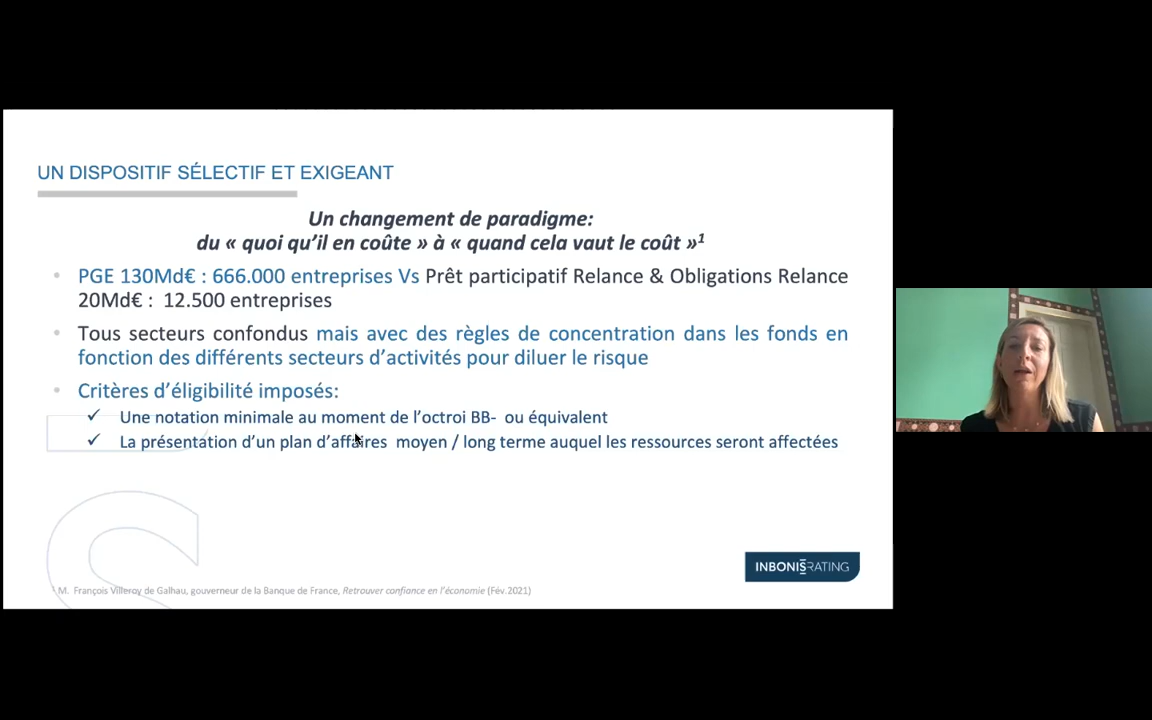 UN DISPOSITIF SÉLECTIF ET EXIGEANT
Un changement de paradigme:
du « quoi qu'il en coûte » à « quand cela vaut le coût »¹
PGE 130Md€ : 666.000 entreprises Vs Prêt participatif Relance & Obligations Relance
20Md€ : 12.500 entreprises
Tous secteurs confondus mais avec des règles de concentration dans les fonds en
fonction des différents secteurs d'activités pour diluer le risque
Critères d'éligibilité imposés:
Une notation minimale au moment de l'octroi BB- ou équivalent
La présentation d'un plan d'affaires moyen / long terme auquel les ressources seront affectées
INBONISRATING
¹ M. François Villeroy de Galhau, gouverneur de la Banque de France, Retrouver confiance en l'économie (Fév.2021)